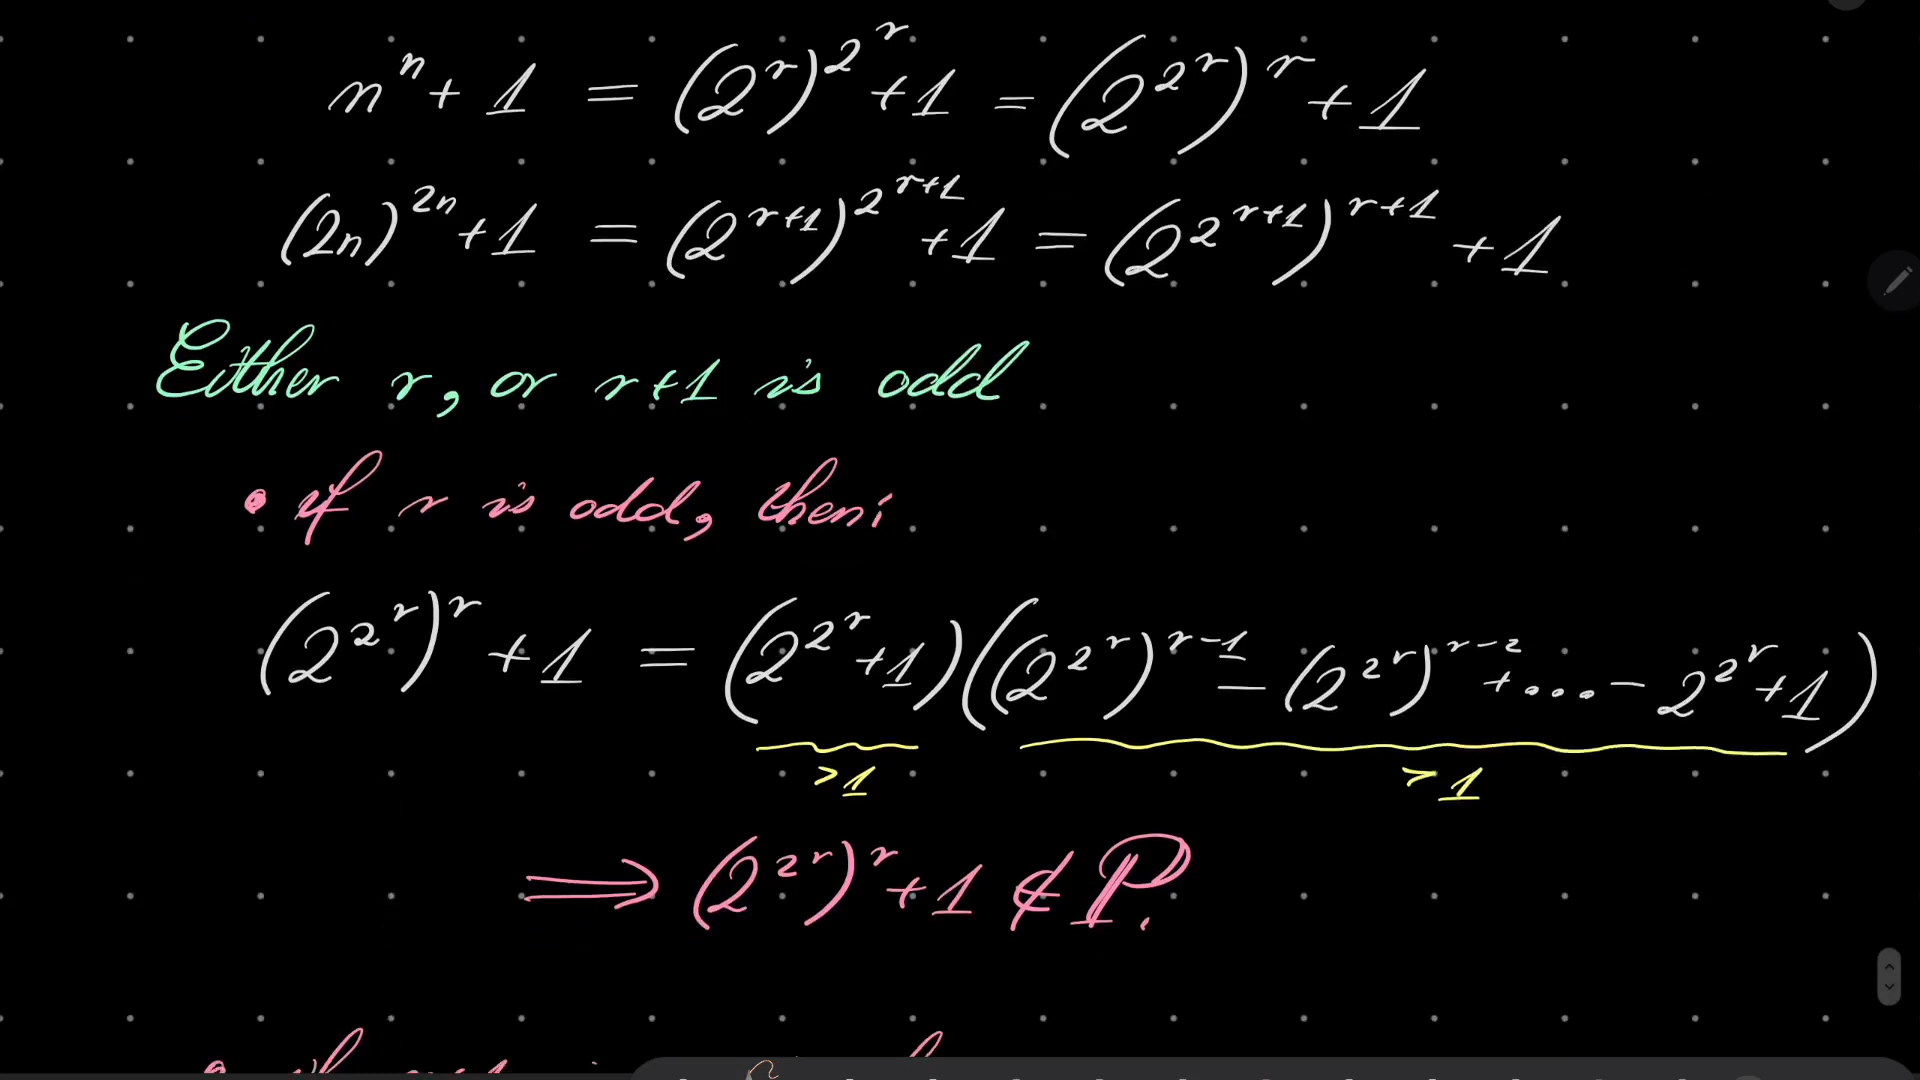 n^n + 1 = (2^r)^{2^r} + 1 = (2^{2^r})^r + 1
(2n)^{2n} + 1 = (2^{r+1})^{2^{r+1}} + 1 = (2^{2^{r+1}})^{r+1} + 1
Either r, or r+1 is odd
• if r is odd, then:
(2^{2^r})^r + 1 = (2^{2^r} + 1)((2^{2^r})^{r-1} - (2^{2^r})^{r-2} + ... - 2^{2^r} + 1)
>1 >1
⟹ (2^{2^r})^r + 1 ∉ ℙ.